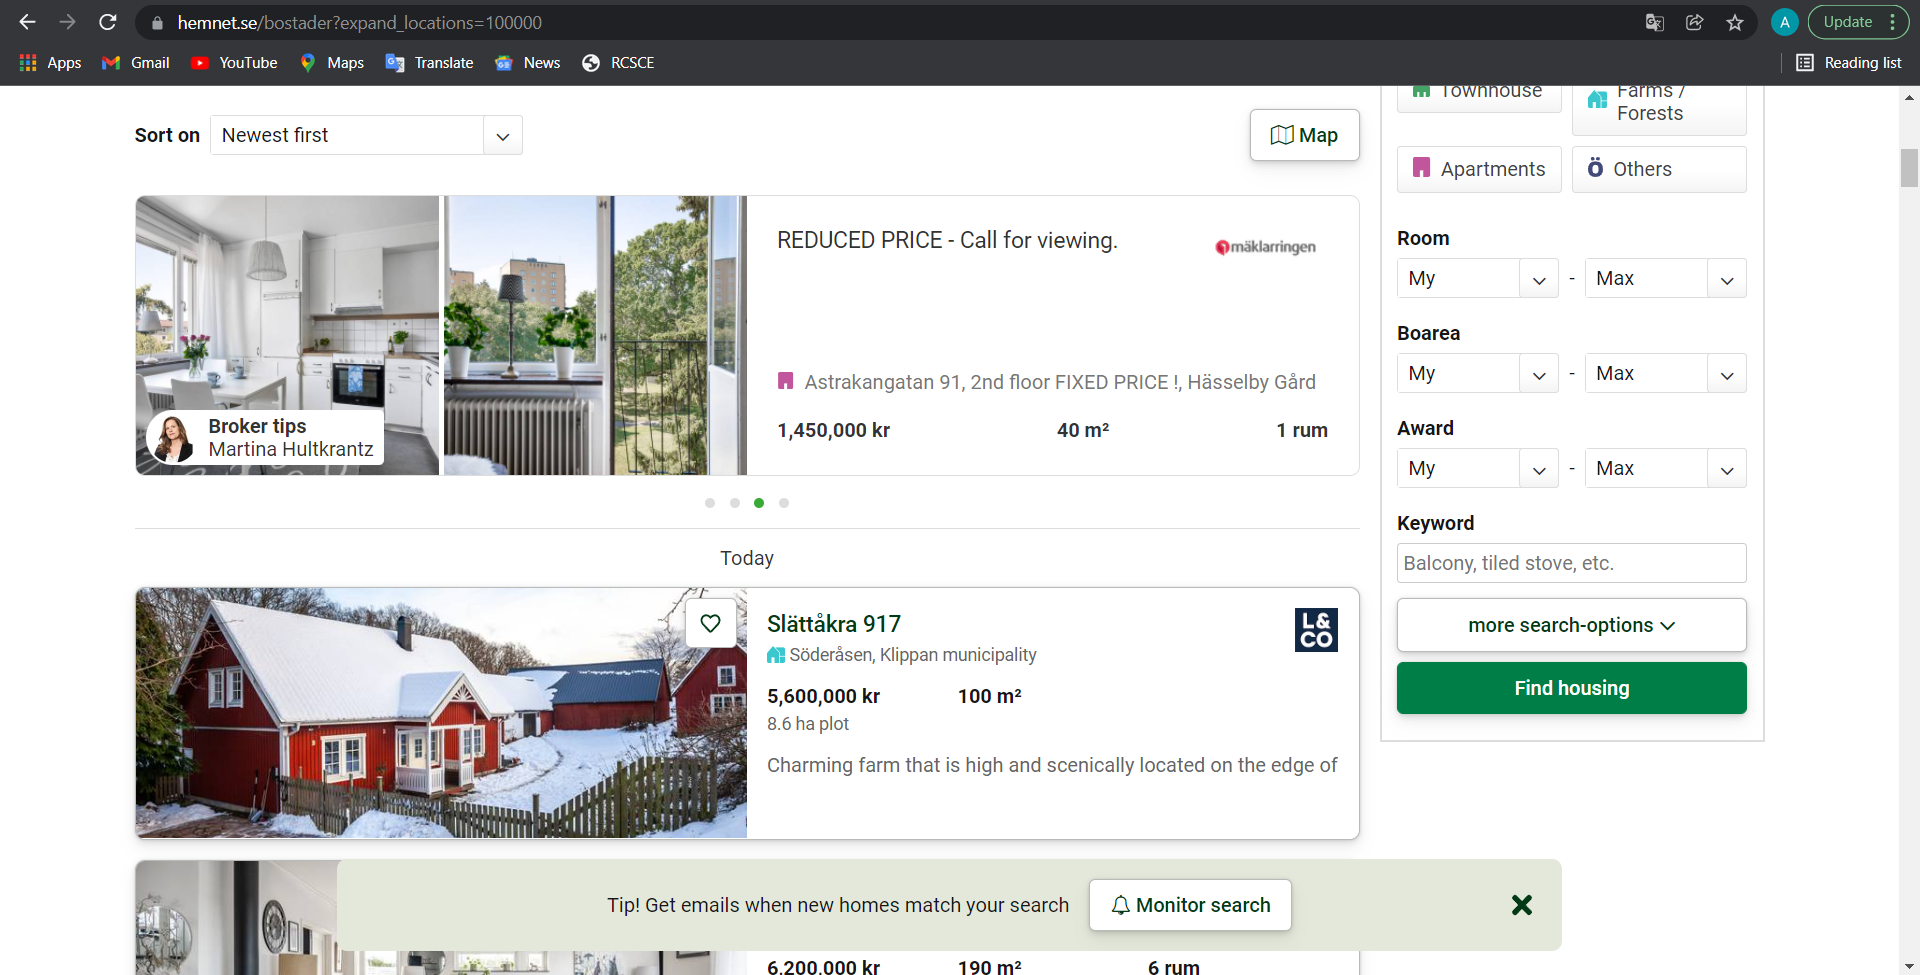 hemnet.se/bostader?expand_locations=100000
A
Update
Apps
Gmail
YouTube
Maps
Translate
News
RCSCE
Reading list
Sort on
Newest first
Map
REDUCED PRICE - Call for viewing.
mäklarringen
Astrakangatan 91, 2nd floor FIXED PRICE !, Hässelby Gård
1,450,000 kr
40 m²
1 rum
Broker tips
Martina Hultkrantz
Today
Slättåkra 917
L&
CO
Söderåsen, Klippan municipality
5,600,000 kr
100 m²
8.6 ha plot
Charming farm that is high and scenically located on the edge of
Tip! Get emails when new homes match your search
Monitor search
6,200,000 kr
190 m²
6 rum
Townhouse
Farms /
Forests
Apartments
Ö
Others
Room
My
-
Max
Boarea
My
-
Max
Award
My
-
Max
Keyword
Balcony, tiled stove, etc.
more search-options
Find housing